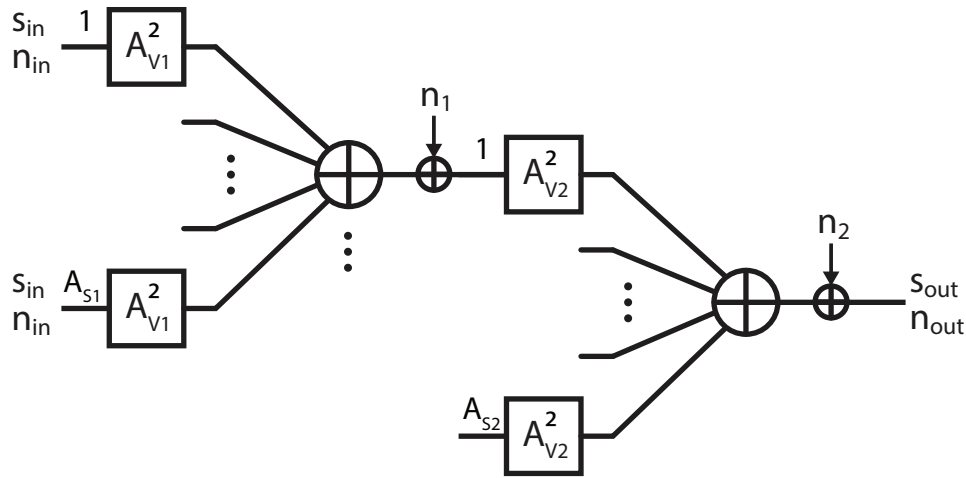 s_in 1 A²_V1
n_in
n_1
1 A²_V2
n_2
s_in A_S1 A²_V1
n_in
s_out
n_out
A_S2 A²_V2